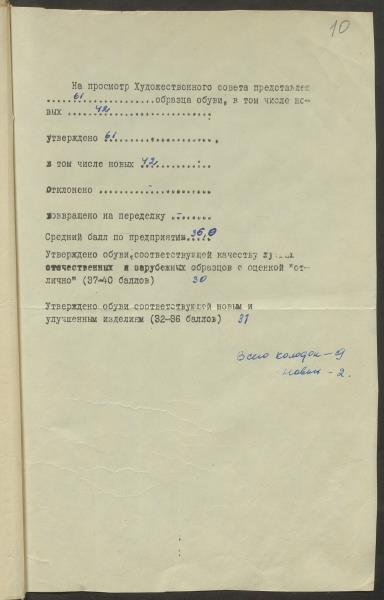 10
На просмотр Художественного совета представлен
....61....................образца обуви, в том числе но-
вых ......42....................
утверждено 61....................,
в том числе новых 42........:..
отклонено .........-..........
возвращено на переделку ..-.....
Средний балл по предприятию 36,0
Утверждено обуви, соответствующей качеству лучших
отечественных и зарубежных образцов с оценкой "от-
лично" (37-40 баллов) 30
Утверждено обуви соответствующей новым и
улучшенным изделиям (32-36 баллов) 31
Всего колодок - 9
новых - 2.